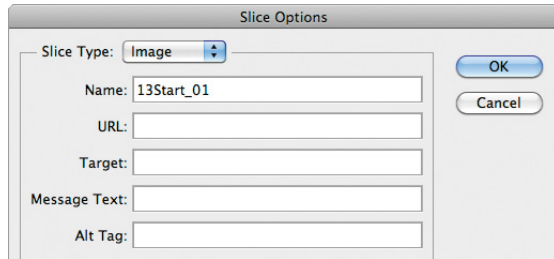 Slice Options
Slice Type: Image
OK
Name: 13Start_01
Cancel
URL:
Target:
Message Text:
Alt Tag: